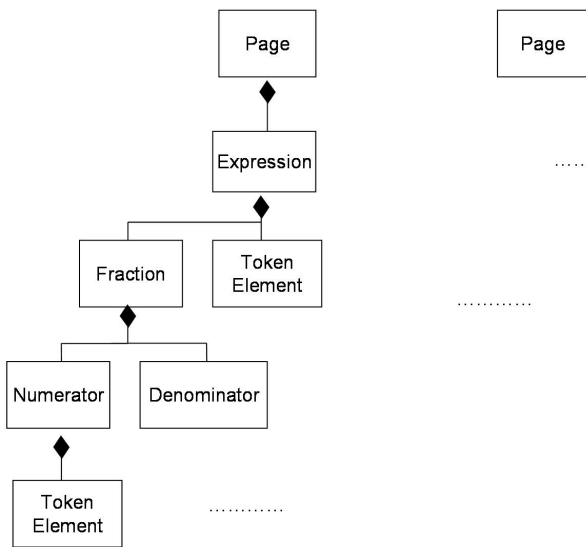 Page
Page
Expression
......
Fraction
Token
Element
............
Numerator
Denominator
Token
Element
............